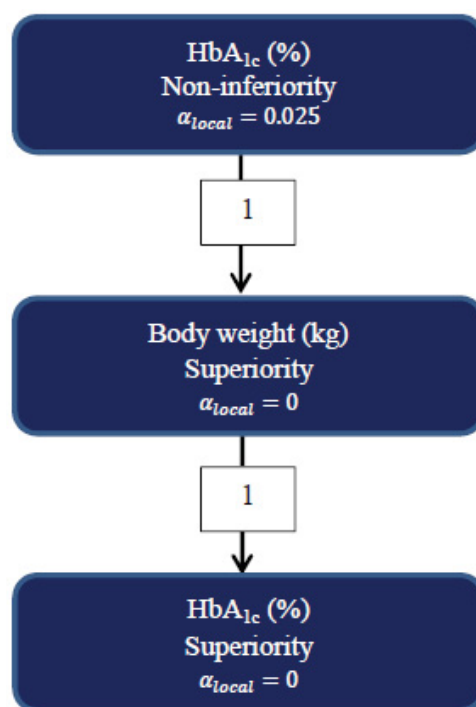 HbA1c (%)
Non-inferiority
αlocal = 0.025
1
Body weight (kg)
Superiority
αlocal = 0
1
HbA1c (%)
Superiority
αlocal = 0